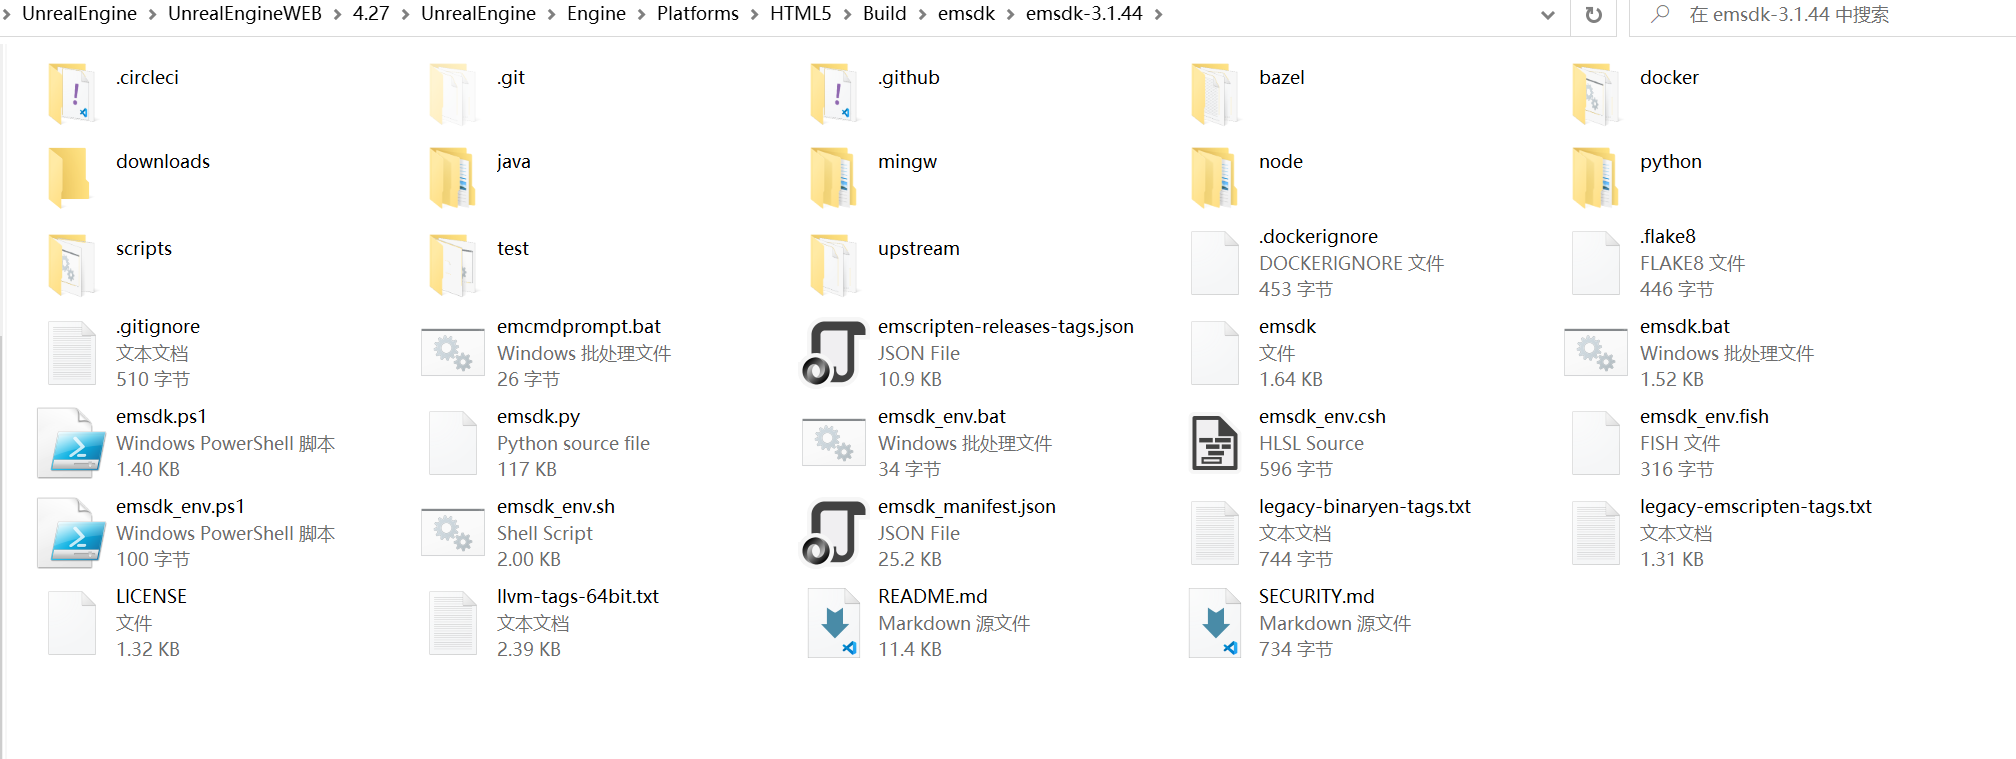 UnrealEngine > UnrealEngineWEB > 4.27 > UnrealEngine > Engine > Platforms > HTML5 > Build > emsdk > emsdk-3.1.44 >
在 emsdk-3.1.44 中搜索
.circleci
.git
.github
bazel
docker
downloads
java
mingw
node
python
scripts
test
upstream
.dockerignore
DOCKERIGNORE 文件
453 字节
.flake8
FLAKE8 文件
446 字节
.gitignore
文本文档
510 字节
emcmdprompt.bat
Windows 批处理文件
26 字节
emscripten-releases-tags.json
JSON File
10.9 KB
emsdk
文件
1.64 KB
emsdk.bat
Windows 批处理文件
1.52 KB
emsdk.ps1
Windows PowerShell 脚本
1.40 KB
emsdk.py
Python source file
117 KB
emsdk_env.bat
Windows 批处理文件
34 字节
emsdk_env.csh
HLSL Source
596 字节
emsdk_env.fish
FISH 文件
316 字节
emsdk_env.ps1
Windows PowerShell 脚本
100 字节
emsdk_env.sh
Shell Script
2.00 KB
emsdk_manifest.json
JSON File
25.2 KB
legacy-binaryen-tags.txt
文本文档
744 字节
legacy-emscripten-tags.txt
文本文档
1.31 KB
LICENSE
文件
1.32 KB
llvm-tags-64bit.txt
文本文档
2.39 KB
README.md
Markdown 源文件
11.4 KB
SECURITY.md
Markdown 源文件
734 字节